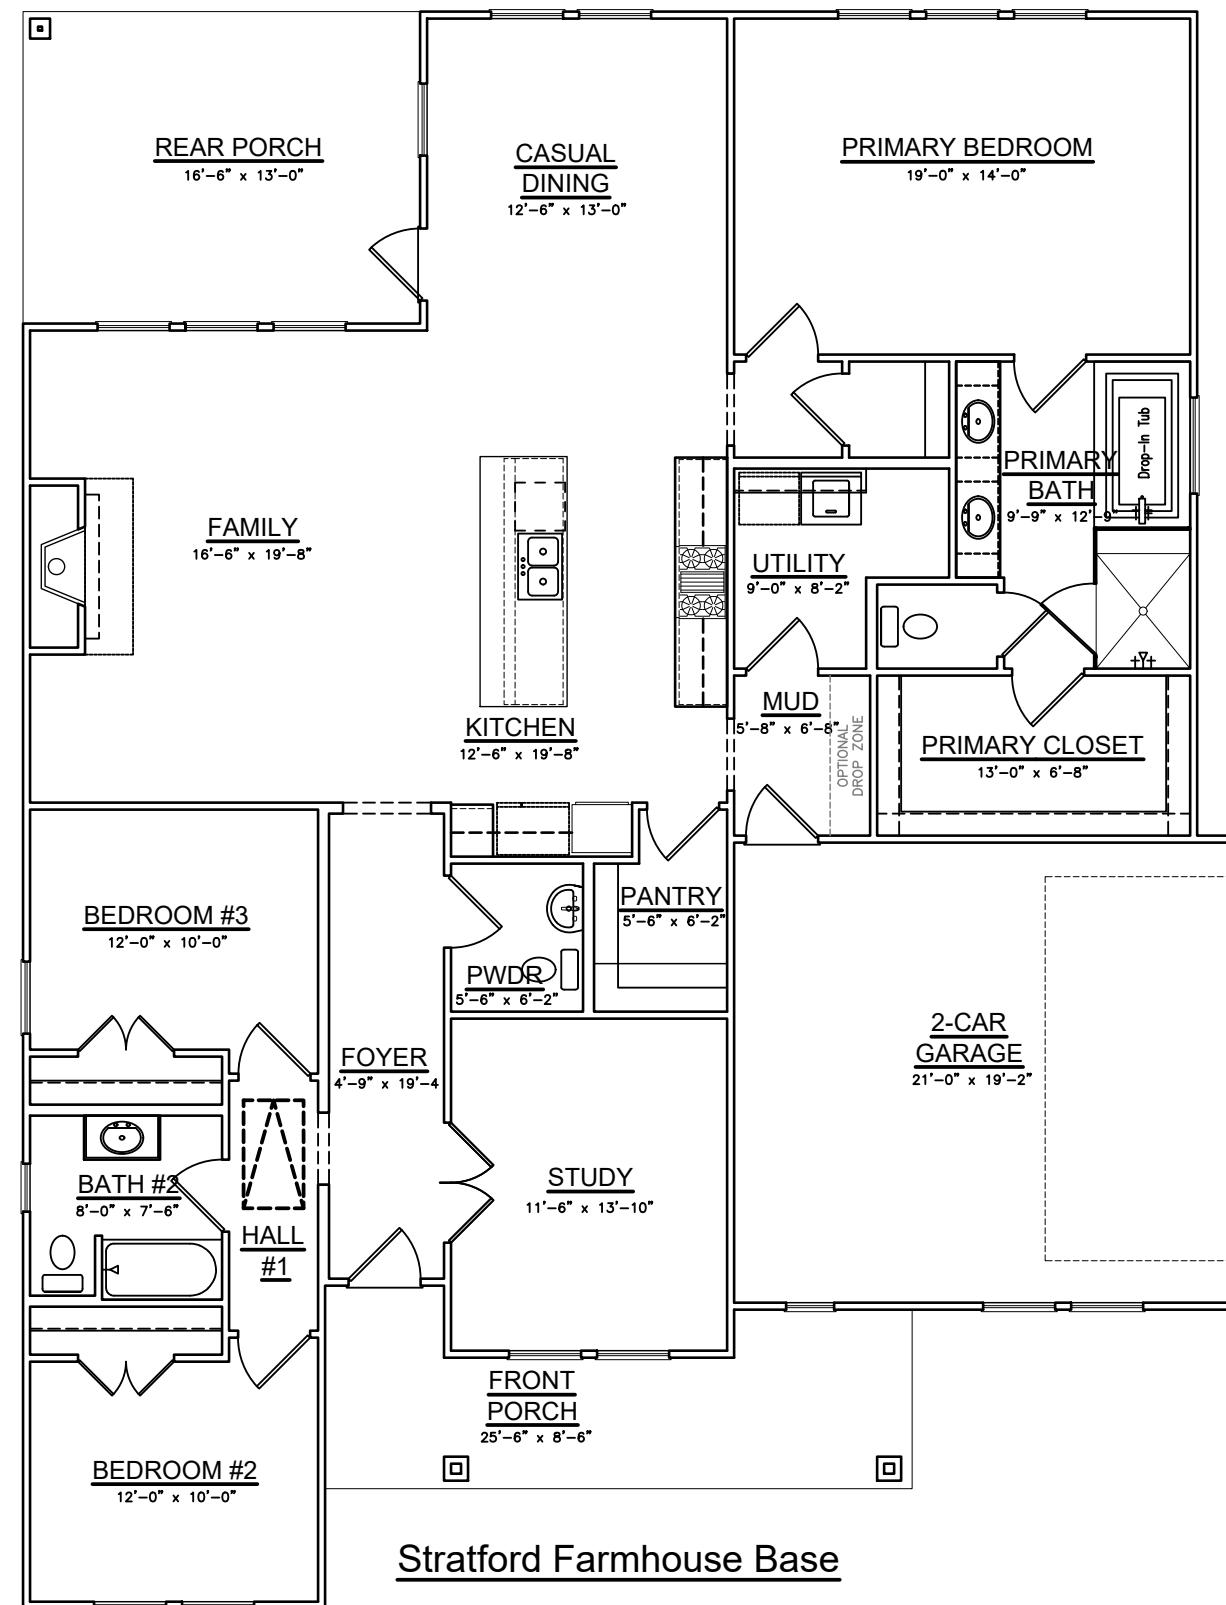 REAR PORCH
16'-6" x 13'-0"
CASUAL
DINING
12'-6" x 13'-0"
PRIMARY BEDROOM
19'-0" x 14'-0"
Drop-In Tub
PRIMARY
BATH
9'-9" x 12'-9"
FAMILY
16'-6" x 19'-8"
UTILITY
9'-0" x 8'-2"
KITCHEN
12'-6" x 19'-8"
MUD
5'-8" x 6'-8"
OPTIONAL
DROP ZONE
PRIMARY CLOSET
13'-0" x 6'-8"
BEDROOM #3
12'-0" x 10'-0"
PANTRY
5'-6" x 6'-2"
PWDR
5'-6" x 6'-2"
FOYER
4'-9" x 19'-4
2-CAR
GARAGE
21'-0" x 19'-2"
BATH #2
8'-0" x 7'-6"
STUDY
11'-6" x 13'-10"
HALL
#1
FRONT
PORCH
25'-6" x 8'-6"
BEDROOM #2
12'-0" x 10'-0"
Stratford Farmhouse Base